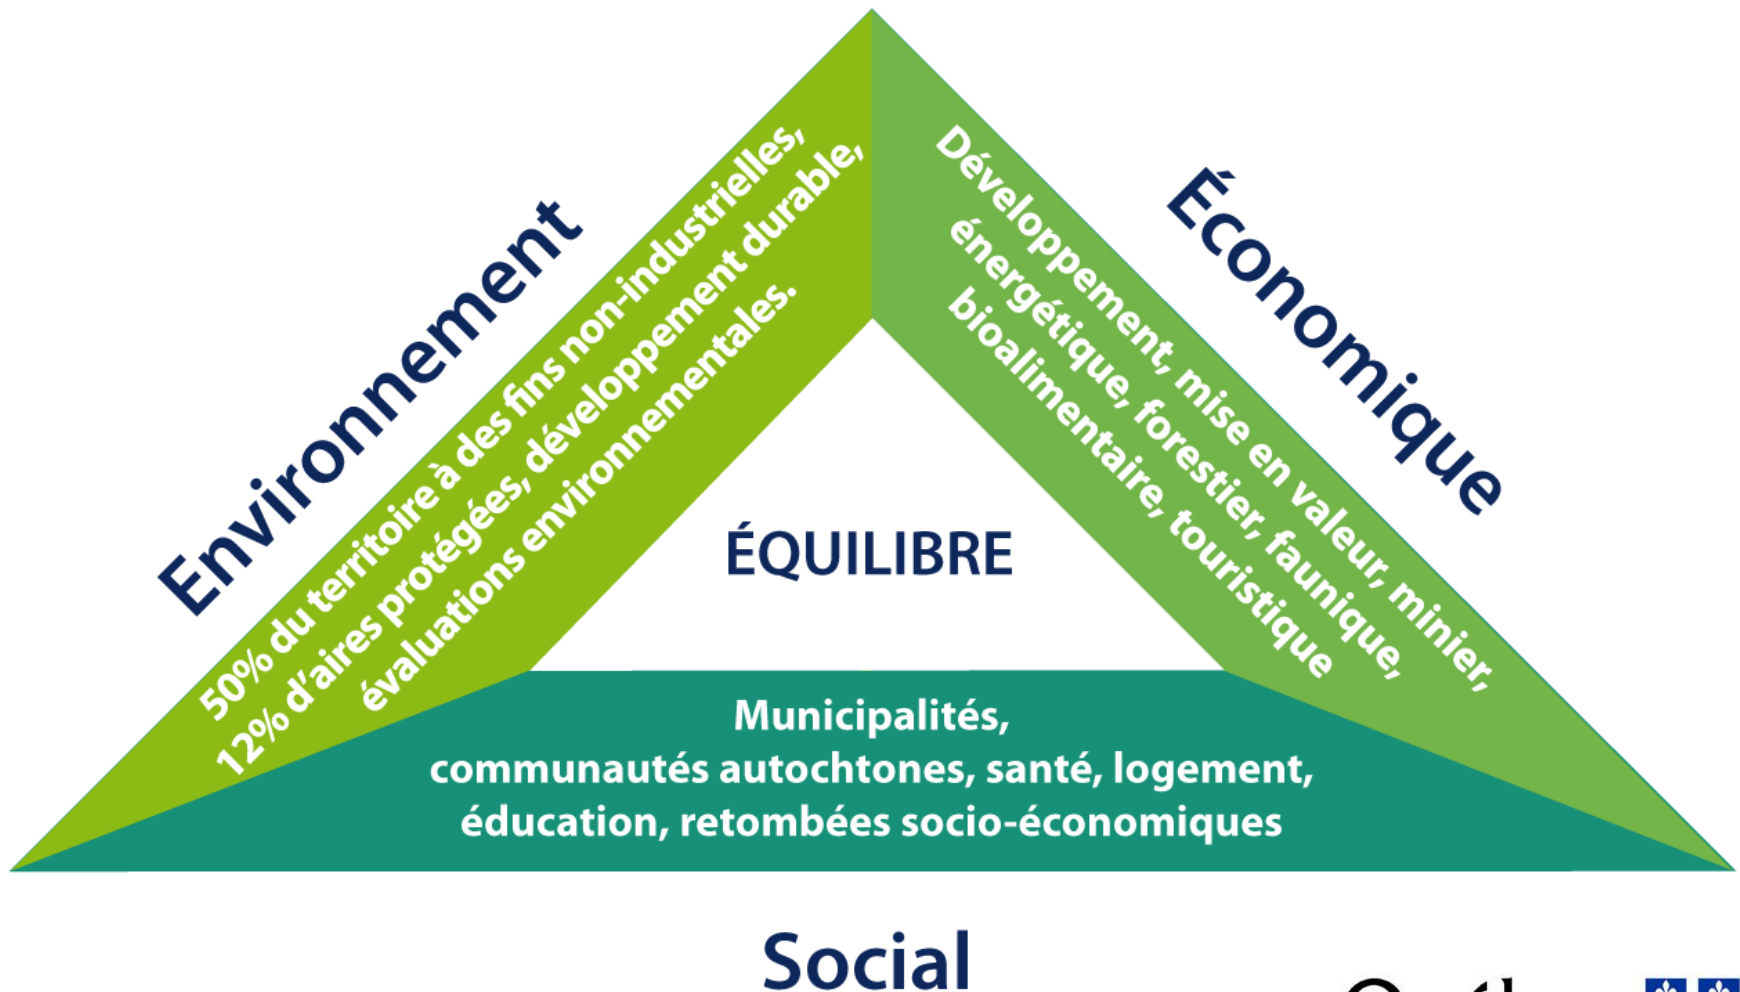 Environnement
50% du territoire à des fins non-industrielles,
12% d'aires protégées, développement durable,
évaluations environnementales.
Économique
Développement, mise en valeur, minier,
énergétique, forestier, faunique,
bioalimentaire, touristique
ÉQUILIBRE
Municipalités,
communautés autochtones, santé, logement,
éducation, retombées socio-économiques
Social